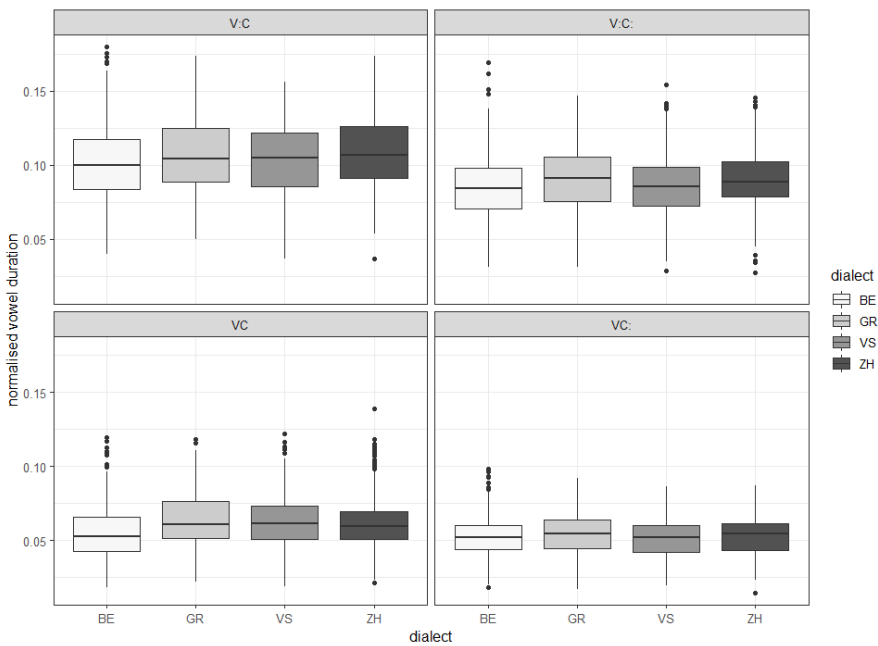 V:C V:C:
0.15
0.10
0.05
VC VC:
0.15
0.10
0.05
BE GR VS ZH BE GR VS ZH
dialect
normalised vowel duration
dialect
BE
GR
VS
ZH